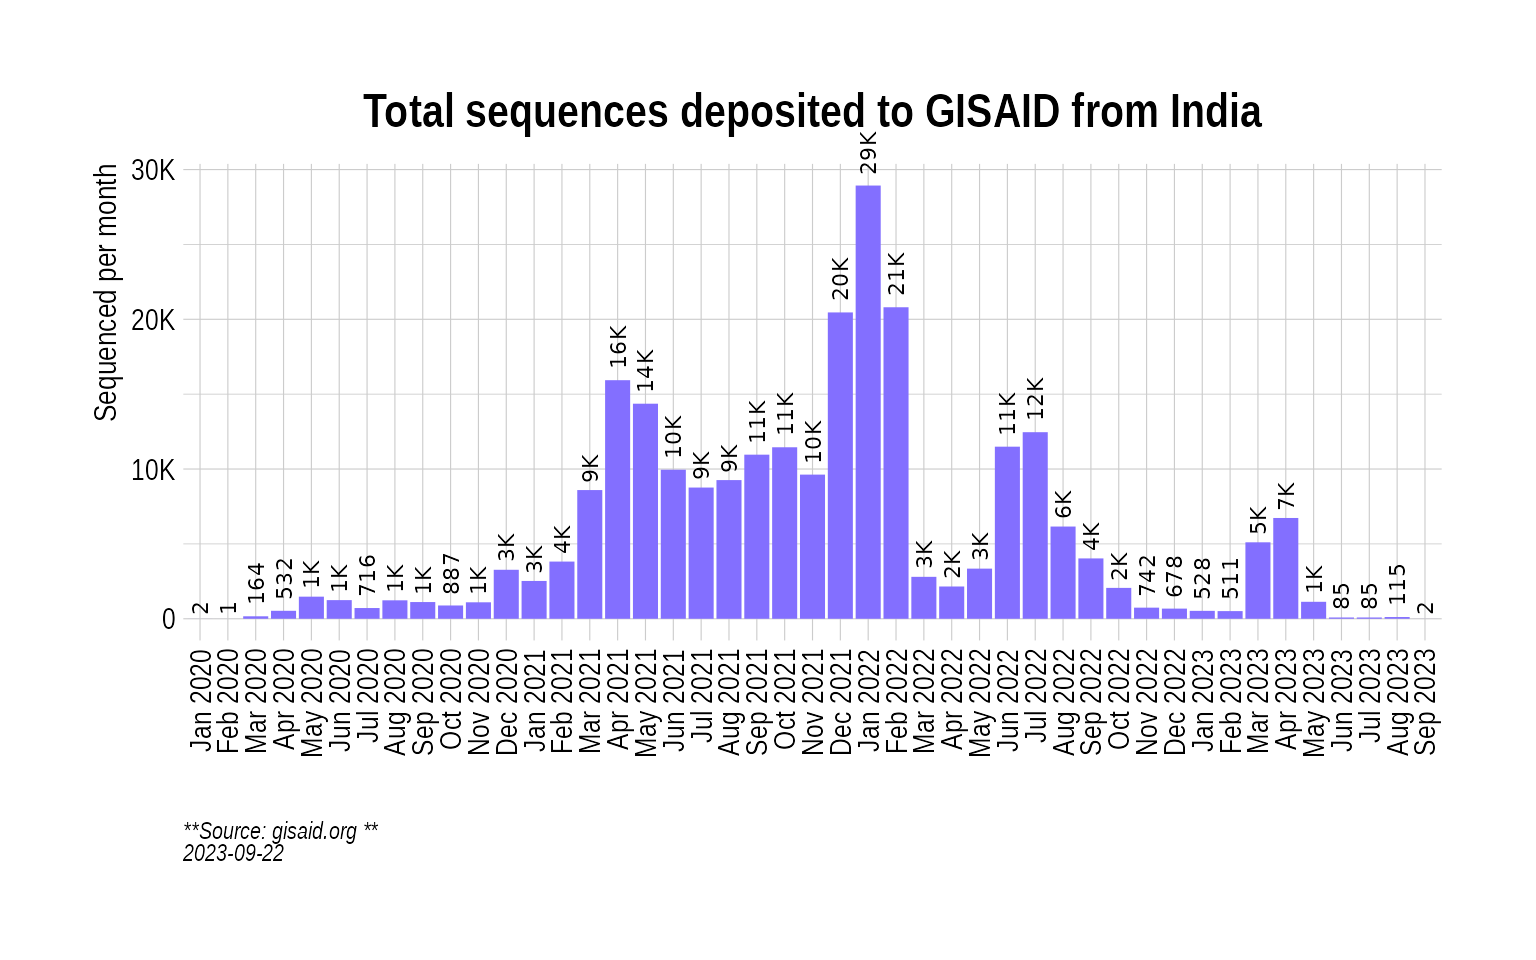 Total sequences deposited to GISAID from India
Sequenced per month
30K
20K
10K
0
2
1
164
532
1K
1K
716
1K
1K
887
1K
3K
3K
4K
9K
16K
14K
10K
9K
9K
11K
11K
10K
20K
29K
21K
3K
2K
3K
11K
12K
6K
4K
2K
742
678
528
511
5K
7K
1K
85
85
115
2
Jan 2020
Feb 2020
Mar 2020
Apr 2020
May 2020
Jun 2020
Jul 2020
Aug 2020
Sep 2020
Oct 2020
Nov 2020
Dec 2020
Jan 2021
Feb 2021
Mar 2021
Apr 2021
May 2021
Jun 2021
Jul 2021
Aug 2021
Sep 2021
Oct 2021
Nov 2021
Dec 2021
Jan 2022
Feb 2022
Mar 2022
Apr 2022
May 2022
Jun 2022
Jul 2022
Aug 2022
Sep 2022
Oct 2022
Nov 2022
Dec 2022
Jan 2023
Feb 2023
Mar 2023
Apr 2023
May 2023
Jun 2023
Jul 2023
Aug 2023
Sep 2023
**Source: gisaid.org **
2023-09-22